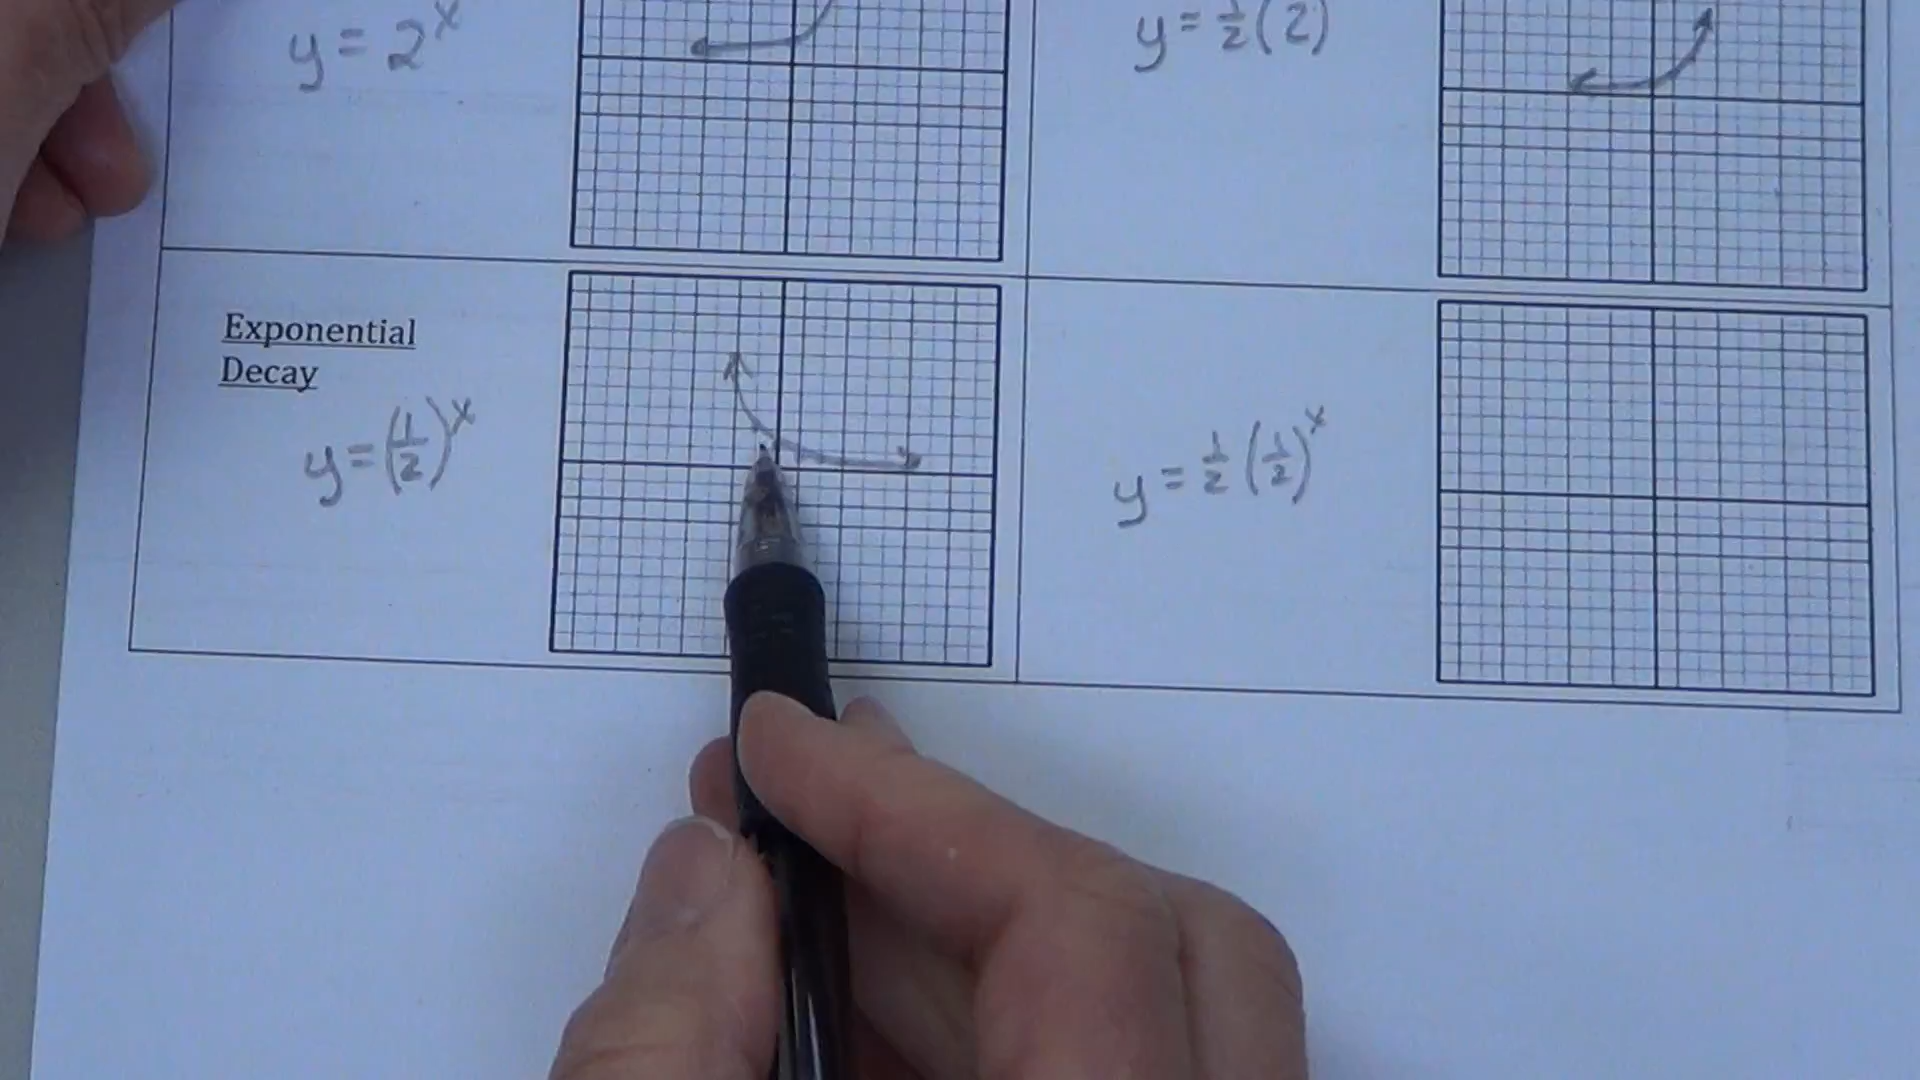 y = 2^x
y = 1/2 (2)
Exponential
Decay
y = (1/2)^x
y = 1/2 (1/2)^x